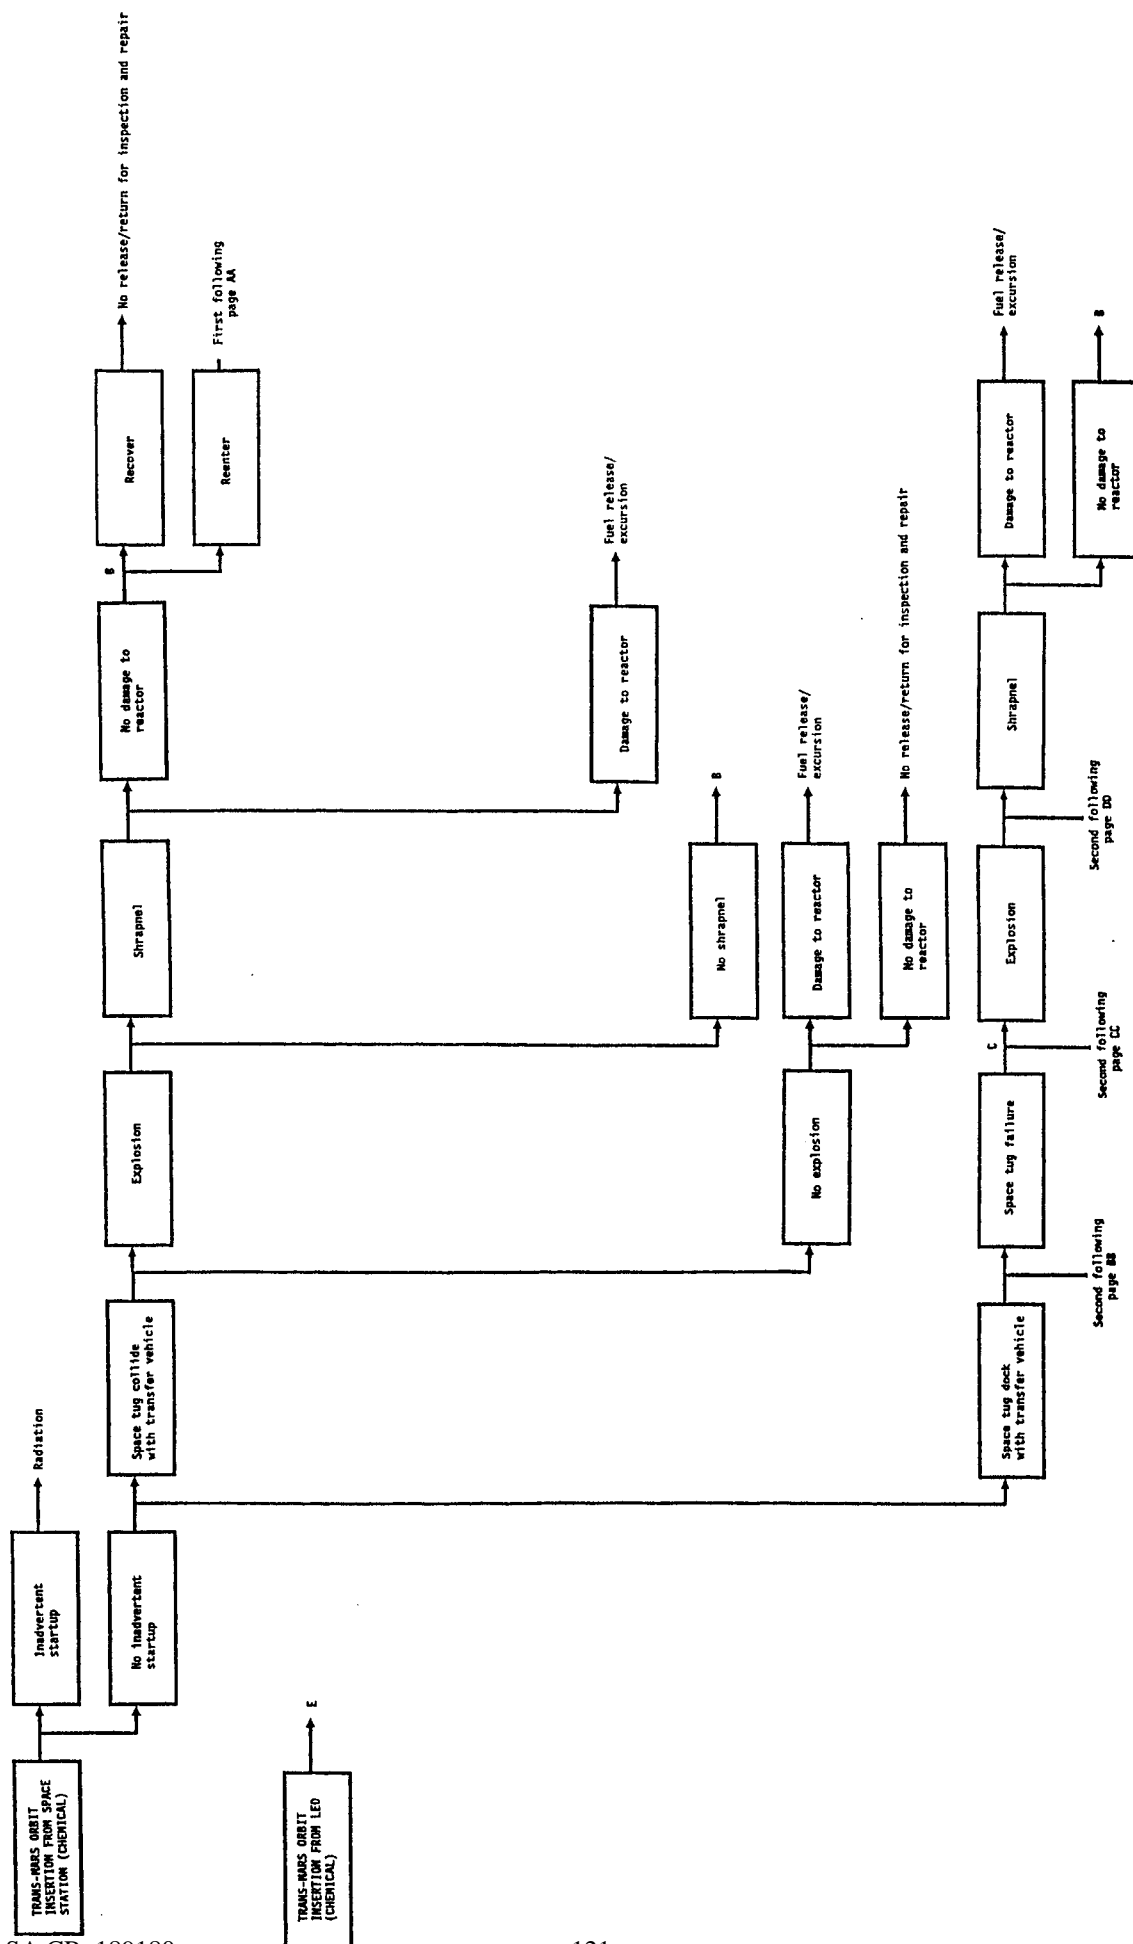 TRANS-MARS ORBIT
INSERTION FROM SPACE
STATION (CHEMICAL)
Inadvertent
startup
Radiation
No inadvertent
startup
Space tug collide
with transfer vehicle
Explosion
Shrapnel
No damage to
reactor
B
Recover
No release/return for inspection and repair
Reenter
First following
page AA
TRANS-MARS ORBIT
INSERTION FROM LEO
(CHEMICAL)
E
Damage to reactor
Fuel release/
excursion
No shrapnel
B
No explosion
Damage to reactor
Fuel release/
excursion
No damage to
reactor
No release/return for inspection and repair
Space tug dock
with transfer vehicle
Second following
page BB
Space tug failure
C
Second following
page CC
Explosion
Second following
page DD
Shrapnel
Damage to reactor
Fuel release/
excursion
No damage to
reactor
B